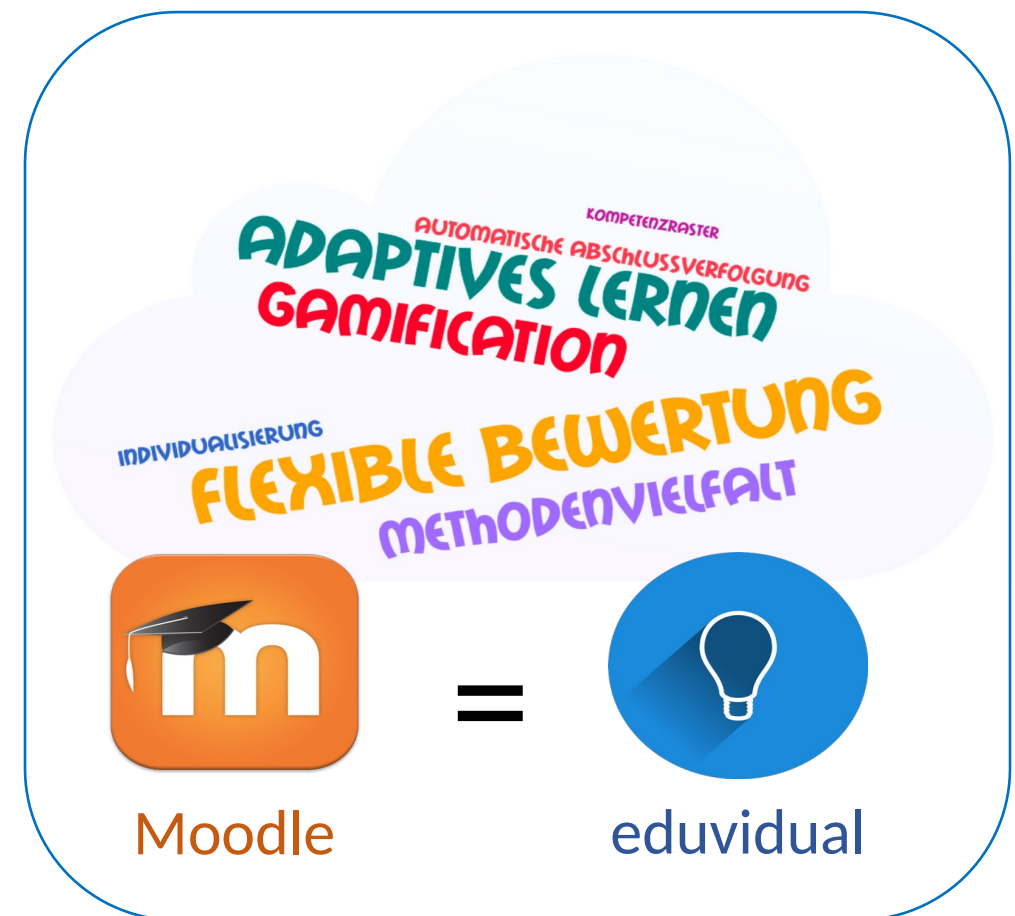 KOMPETENZRASTER
AUTOMATISCHE ABSCHLUSSVERFOLGUNG
ADAPTIVES LERNEN
GAMIFICATION
INDIVIDUALISIERUNG
FLEXIBLE BEWERTUNG
METHODENVIELFALT
m
=
Moodle
eduvidual